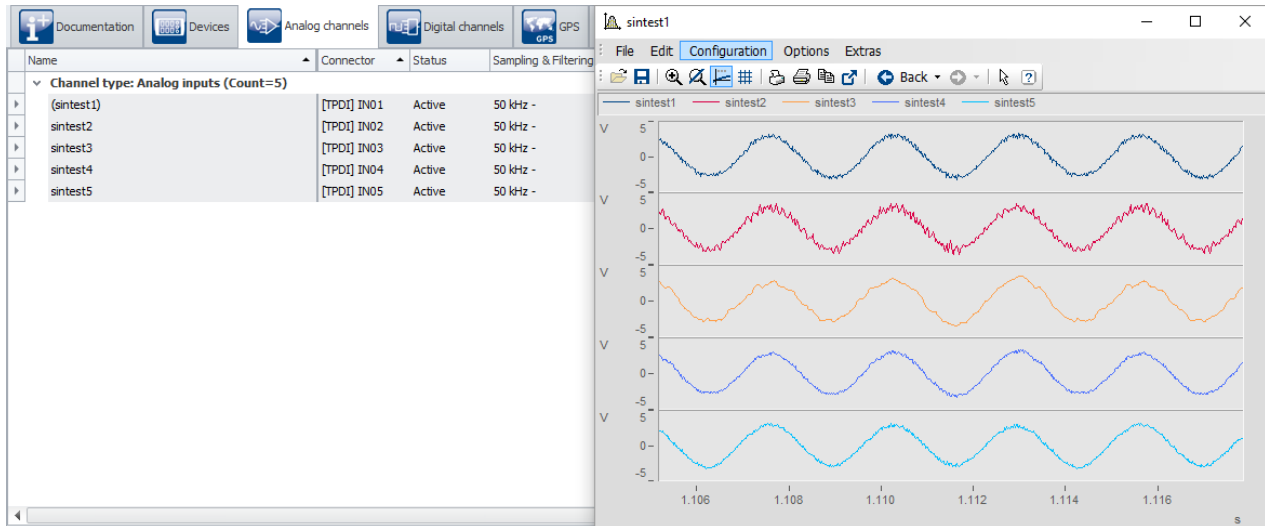 Documentation
Devices
Analog channels
Digital channels
GPS
GPS
Name Connector Status Sampling & Filtering
Channel type: Analog inputs (Count=5)
(sintest1) [TPDI] IN01 Active 50 kHz -
sintest2 [TPDI] IN02 Active 50 kHz -
sintest3 [TPDI] IN03 Active 50 kHz -
sintest4 [TPDI] IN04 Active 50 kHz -
sintest5 [TPDI] IN05 Active 50 kHz -
sintest1
File Edit Configuration Options Extras
Back
sintest1 sintest2 sintest3 sintest4 sintest5
V 5
0
-5
V 5
0
-5
V 5
0
-5
V 5
0
-5
V 5
0
-5
1.106 1.108 1.110 1.112 1.114 1.116
s